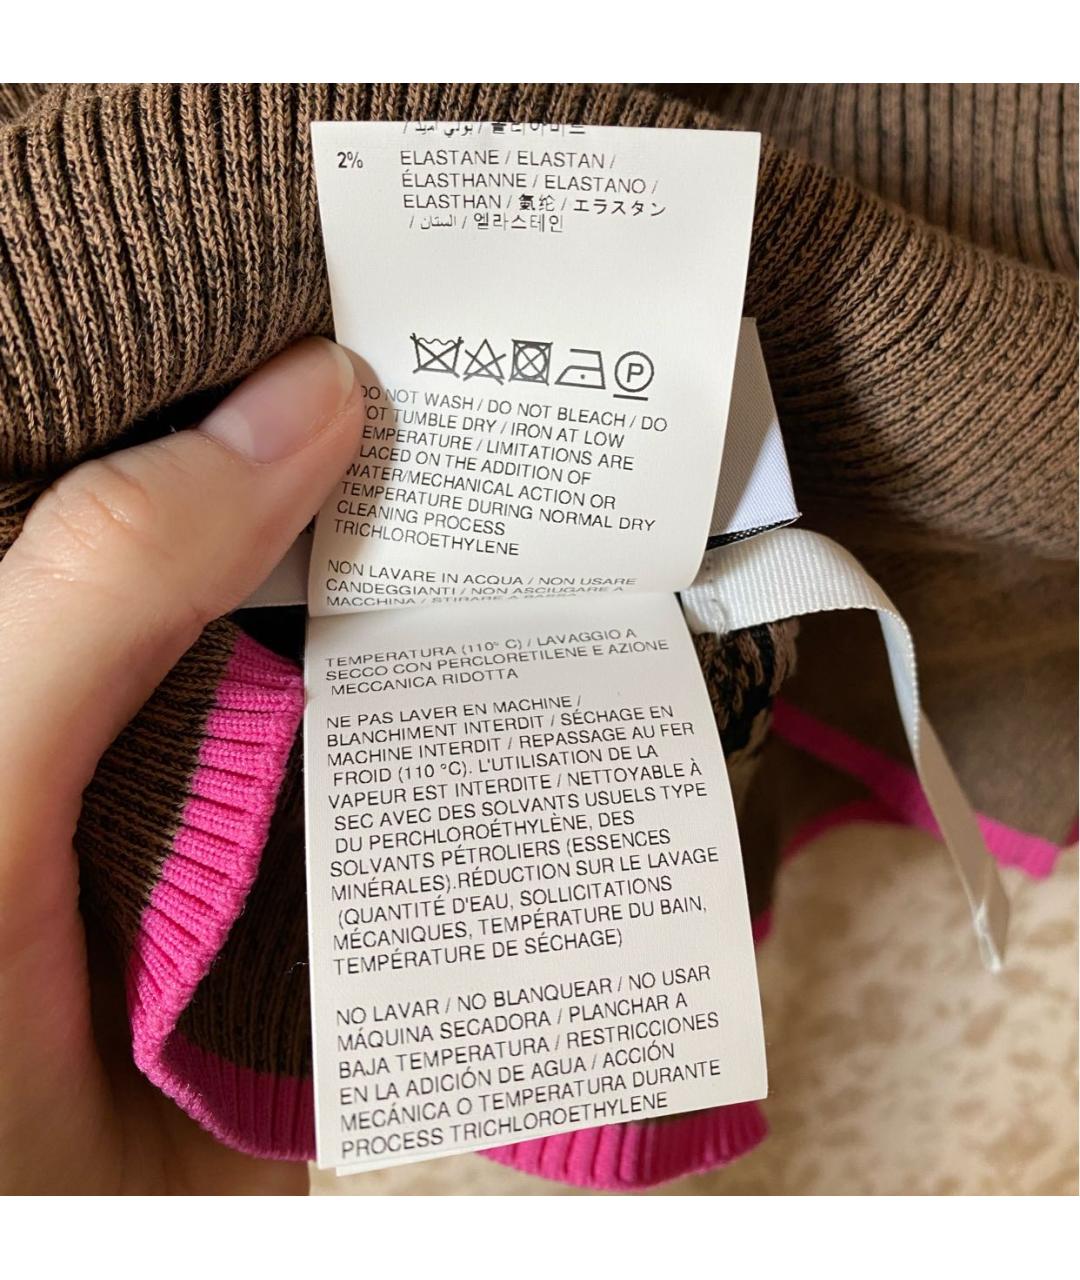 2% ELASTANE / ELASTAN /
ÉLASTHANNE / ELASTANO /
ELASTHAN / 氨纶 / エラスタン
/ الستان / 엘라스테인
P
DO NOT WASH / DO NOT BLEACH / DO
NOT TUMBLE DRY / IRON AT LOW
TEMPERATURE / LIMITATIONS ARE
PLACED ON THE ADDITION OF
WATER/MECHANICAL ACTION OR
TEMPERATURE DURING NORMAL DRY
CLEANING PROCESS
TRICHLOROETHYLENE
NON LAVARE IN ACQUA / NON USARE
CANDEGGIANTI / NON ASCIUGARE A
MACCHINA / STIRARE A BASSA
TEMPERATURA (110° C) / LAVAGGIO A
SECCO CON PERCLORETILENE E AZIONE
MECCANICA RIDOTTA
NE PAS LAVER EN MACHINE /
BLANCHIMENT INTERDIT / SÉCHAGE EN
MACHINE INTERDIT / REPASSAGE AU FER
FROID (110 °C). L'UTILISATION DE LA
VAPEUR EST INTERDITE / NETTOYABLE À
SEC AVEC DES SOLVANTS USUELS TYPE
DU PERCHLOROÉTHYLÈNE, DES
SOLVANTS PÉTROLIERS (ESSENCES
MINÉRALES).RÉDUCTION SUR LE LAVAGE
(QUANTITÉ D'EAU, SOLLICITATIONS
MÉCANIQUES, TEMPÉRATURE DU BAIN,
TEMPÉRATURE DE SÉCHAGE)
NO LAVAR / NO BLANQUEAR / NO USAR
MÁQUINA SECADORA / PLANCHAR A
BAJA TEMPERATURA / RESTRICCIONES
EN LA ADICIÓN DE AGUA / ACCIÓN
MECÁNICA O TEMPERATURA DURANTE
PROCESS TRICHLOROETHYLENE